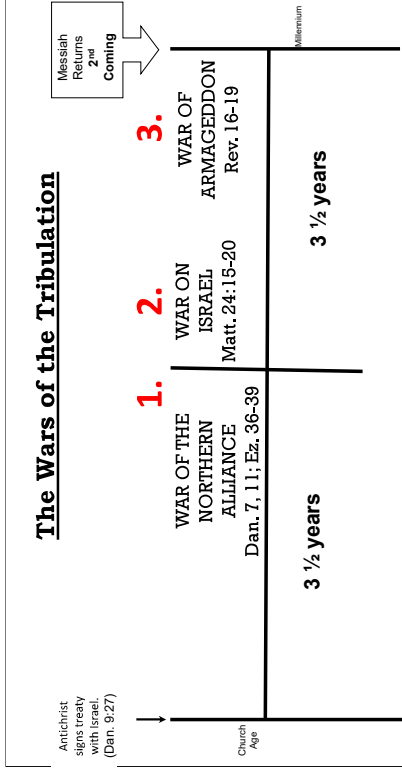 The Wars of the Tribulation
Antichrist
signs treaty
with Israel.
(Dan. 9:27)
Messiah
Returns
2nd
Coming
1.
2.
3.
WAR OF THE
NORTHERN
ALLIANCE
Dan. 7, 11; Ez. 36-39
WAR ON
ISRAEL
Matt. 24:15-20
WAR OF
ARMAGEDDON
Rev. 16-19
Church
Age
Millennium
3 ½ years
3 ½ years